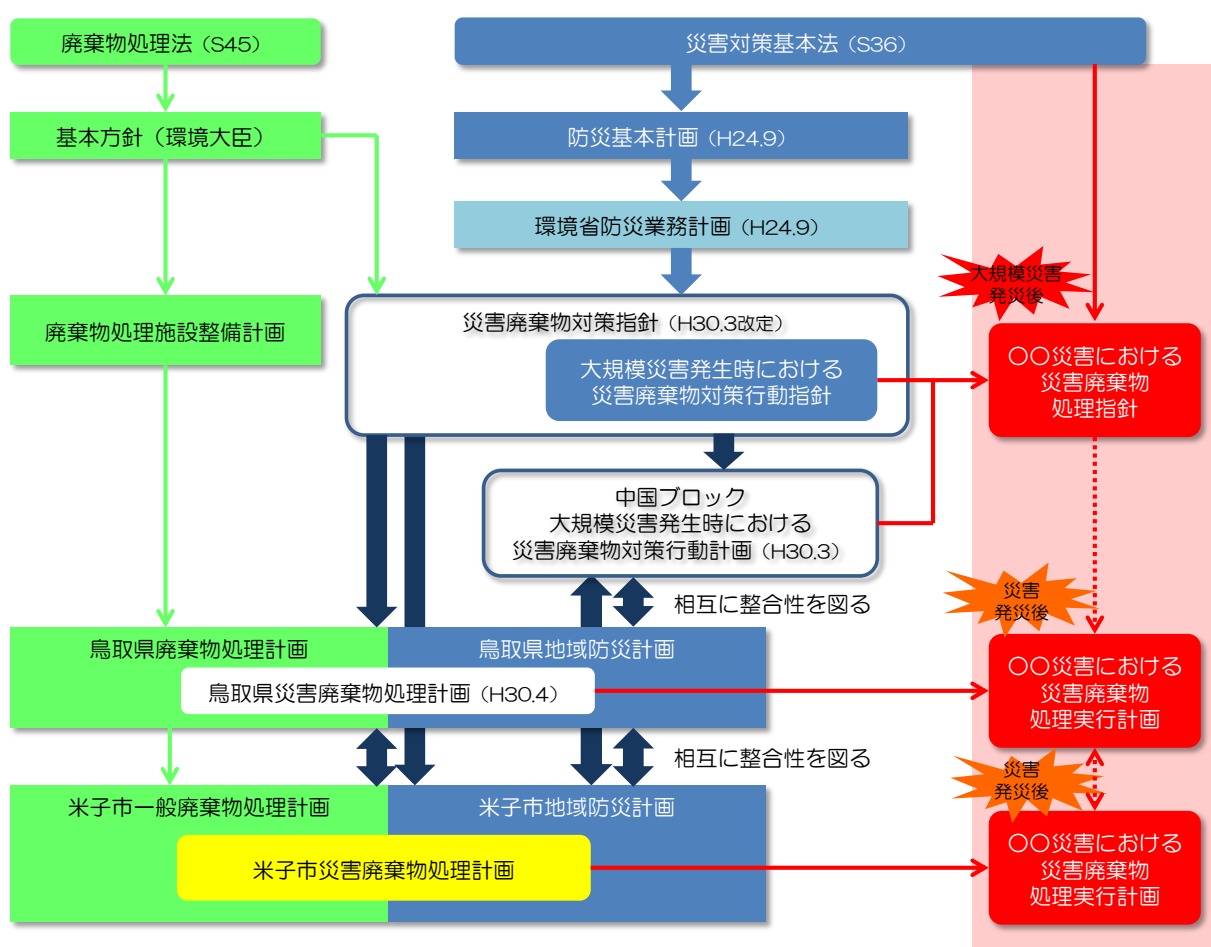 廃棄物処理法（S45）
災害対策基本法（S36）
基本方針（環境大臣）
防災基本計画（H24.9）
環境省防災業務計画（H24.9）
大規模災害
発災後
廃棄物処理施設整備計画
災害廃棄物対策指針（H30.3改定）
大規模災害発生時における
災害廃棄物対策行動指針
〇〇災害における
災害廃棄物
処理指針
中国ブロック
大規模災害発生時における
災害廃棄物対策行動計画（H30.3）
相互に整合性を図る
災害
発災後
鳥取県廃棄物処理計画
鳥取県地域防災計画
鳥取県災害廃棄物処理計画（H30.4）
〇〇災害における
災害廃棄物
処理実行計画
相互に整合性を図る
災害
発災後
米子市一般廃棄物処理計画
米子市地域防災計画
米子市災害廃棄物処理計画
〇〇災害における
災害廃棄物
処理実行計画